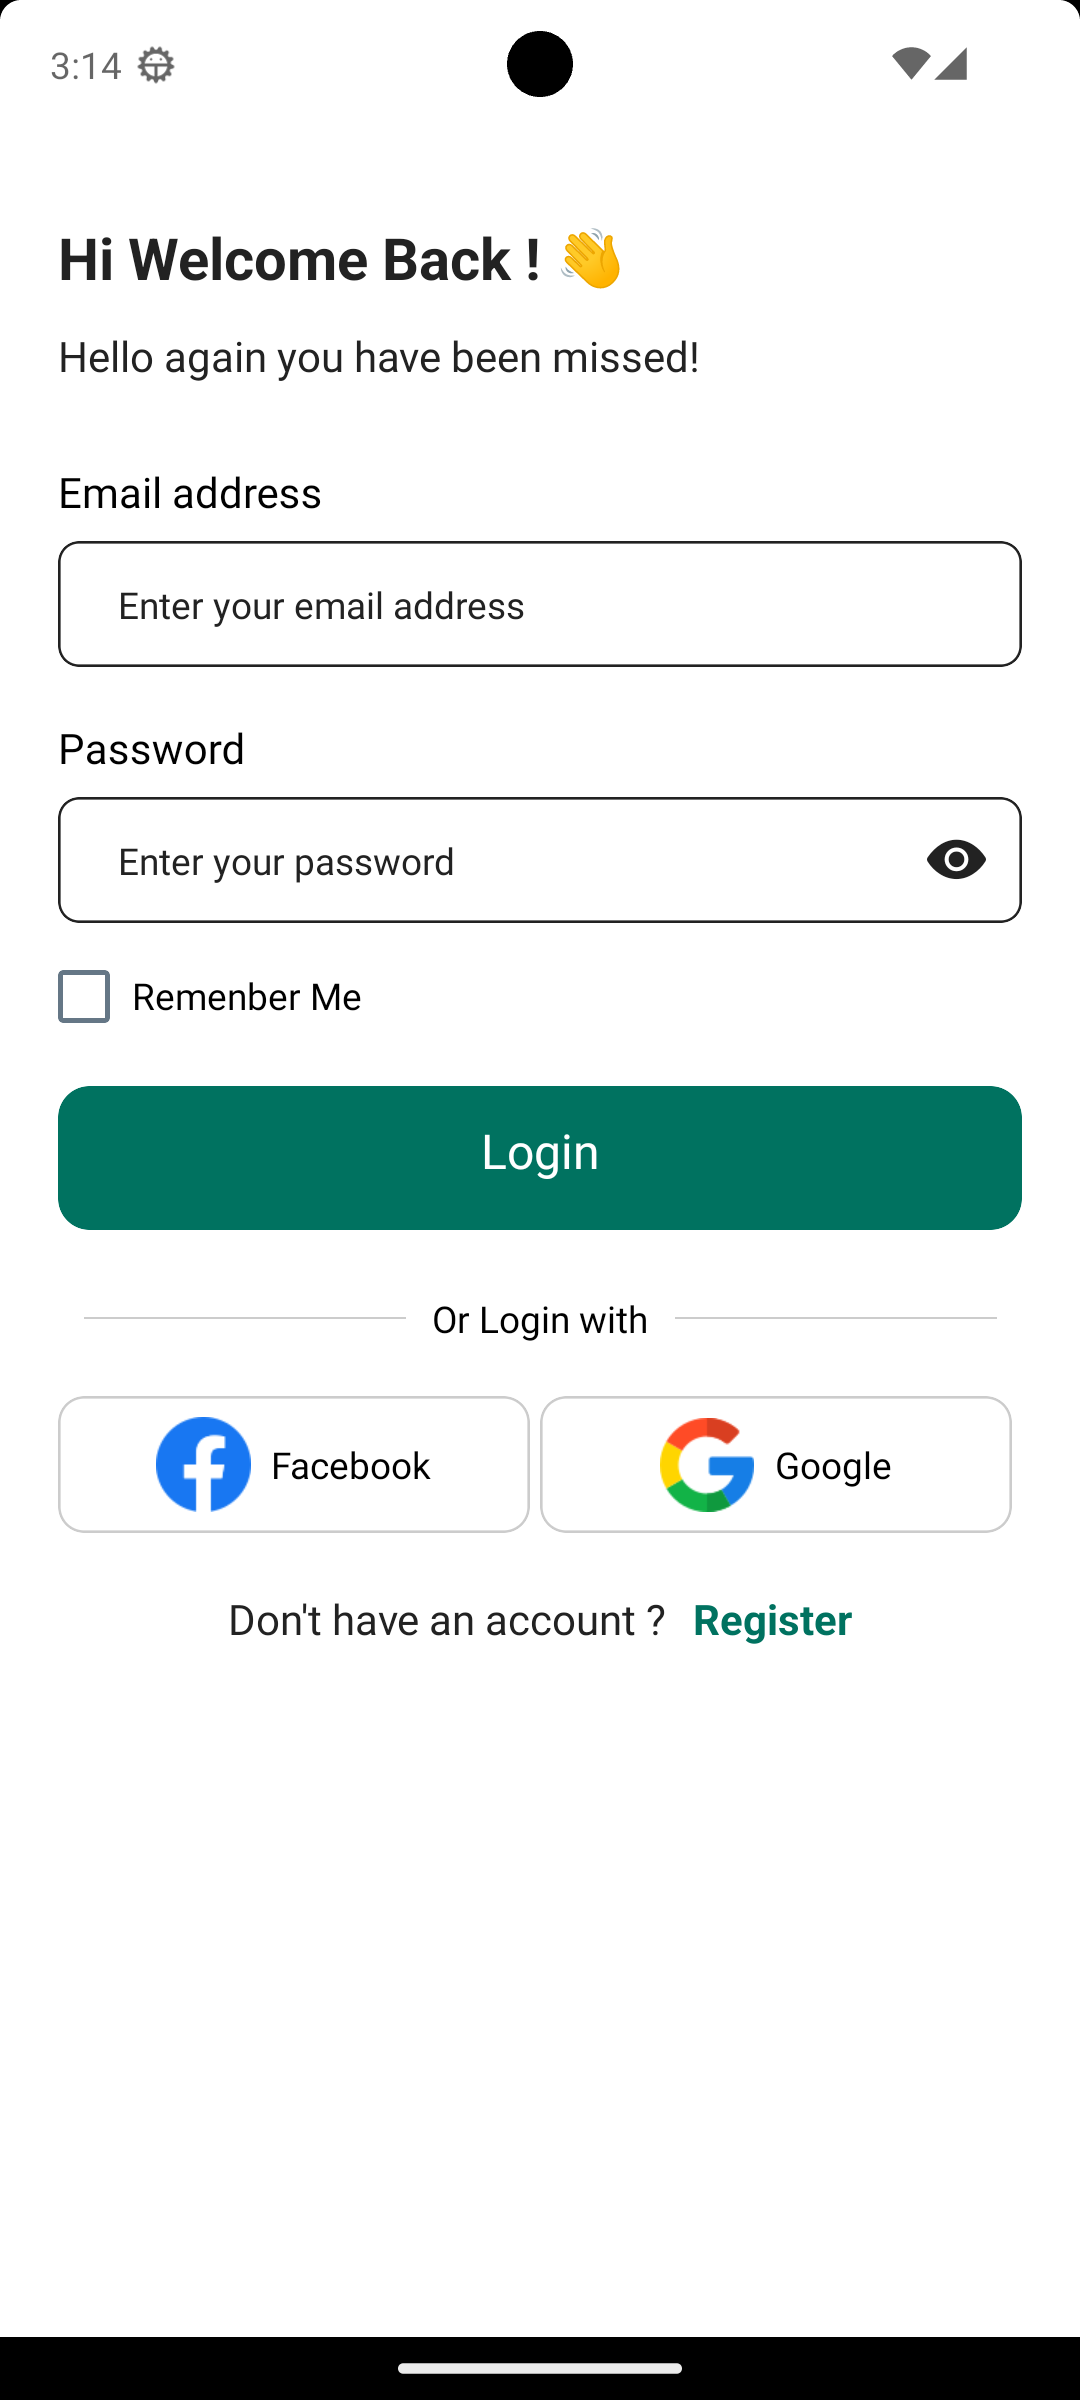 3:14
Hi Welcome Back ! 👋
Hello again you have been missed!
Email address
Enter your email address
Password
Enter your password
Remenber Me
Login
Or Login with
Facebook Google
Don't have an account ? Register